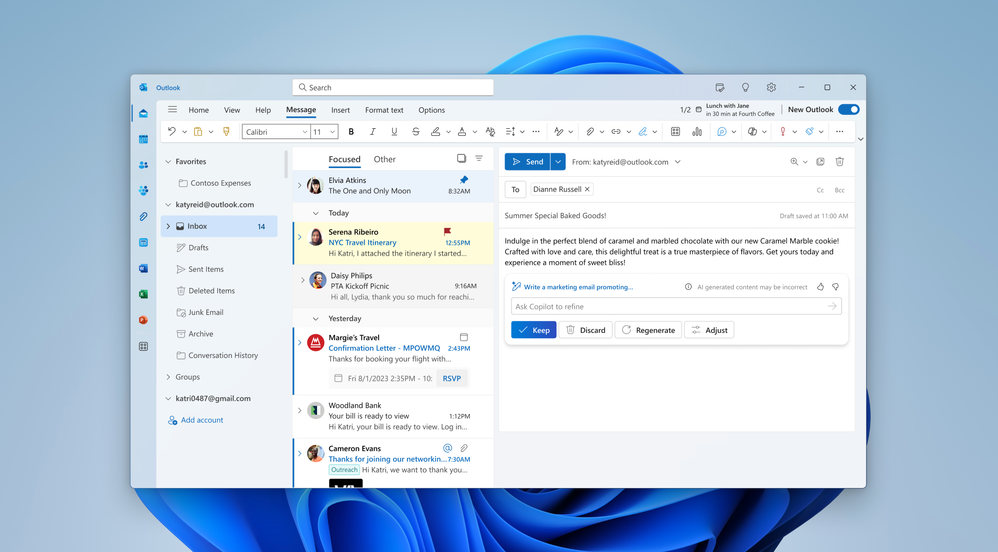 Outlook
Search
Home View Help Message Insert Format text Options
1/2 Lunch with Jane
in 30 min at Fourth Coffee
New Outlook
Calibri 11 B I U S
Favorites
Contoso Expenses
katyreid@outlook.com
Inbox 14
Drafts
Sent Items
Deleted Items
Junk Email
Archive
Conversation History
Groups
katri0487@gmail.com
Add account
Focused Other
Elvia Atkins
The One and Only Moon 8:32AM
Today
Serena Ribeiro
NYC Travel Itinerary 12:55PM
Hi Katri, I attached the itinerary I started...
Daisy Philips
PTA Kickoff Picnic 9:16AM
Hi all, Lydia, thank you so much for reachi...
Yesterday
Margie's Travel
Confirmation Letter - MPOWMQ 2:43PM
Thanks for booking your flight with...
Fri 8/1/2023 2:35PM - 10: RSVP
Woodland Bank
Your bill is ready to view 1:12PM
Hi Katri, your bill is ready to view. Log in...
Cameron Evans
Thanks for joining our networkin... 7:30AM
Outreach Hi Katri, we want to thank you...
Send From: katyreid@outlook.com
To Dianne Russell Cc Bcc
Summer Special Baked Goods! Draft saved at 11:00 AM
Indulge in the perfect blend of caramel and marbled chocolate with our new Caramel Marble cookie!
Crafted with love and care, this delightful treat is a true masterpiece of flavors. Get yours today and
experience a moment of sweet bliss!
Write a marketing email promoting... AI generated content may be incorrect
Ask Copilot to refine
Keep Discard Regenerate Adjust